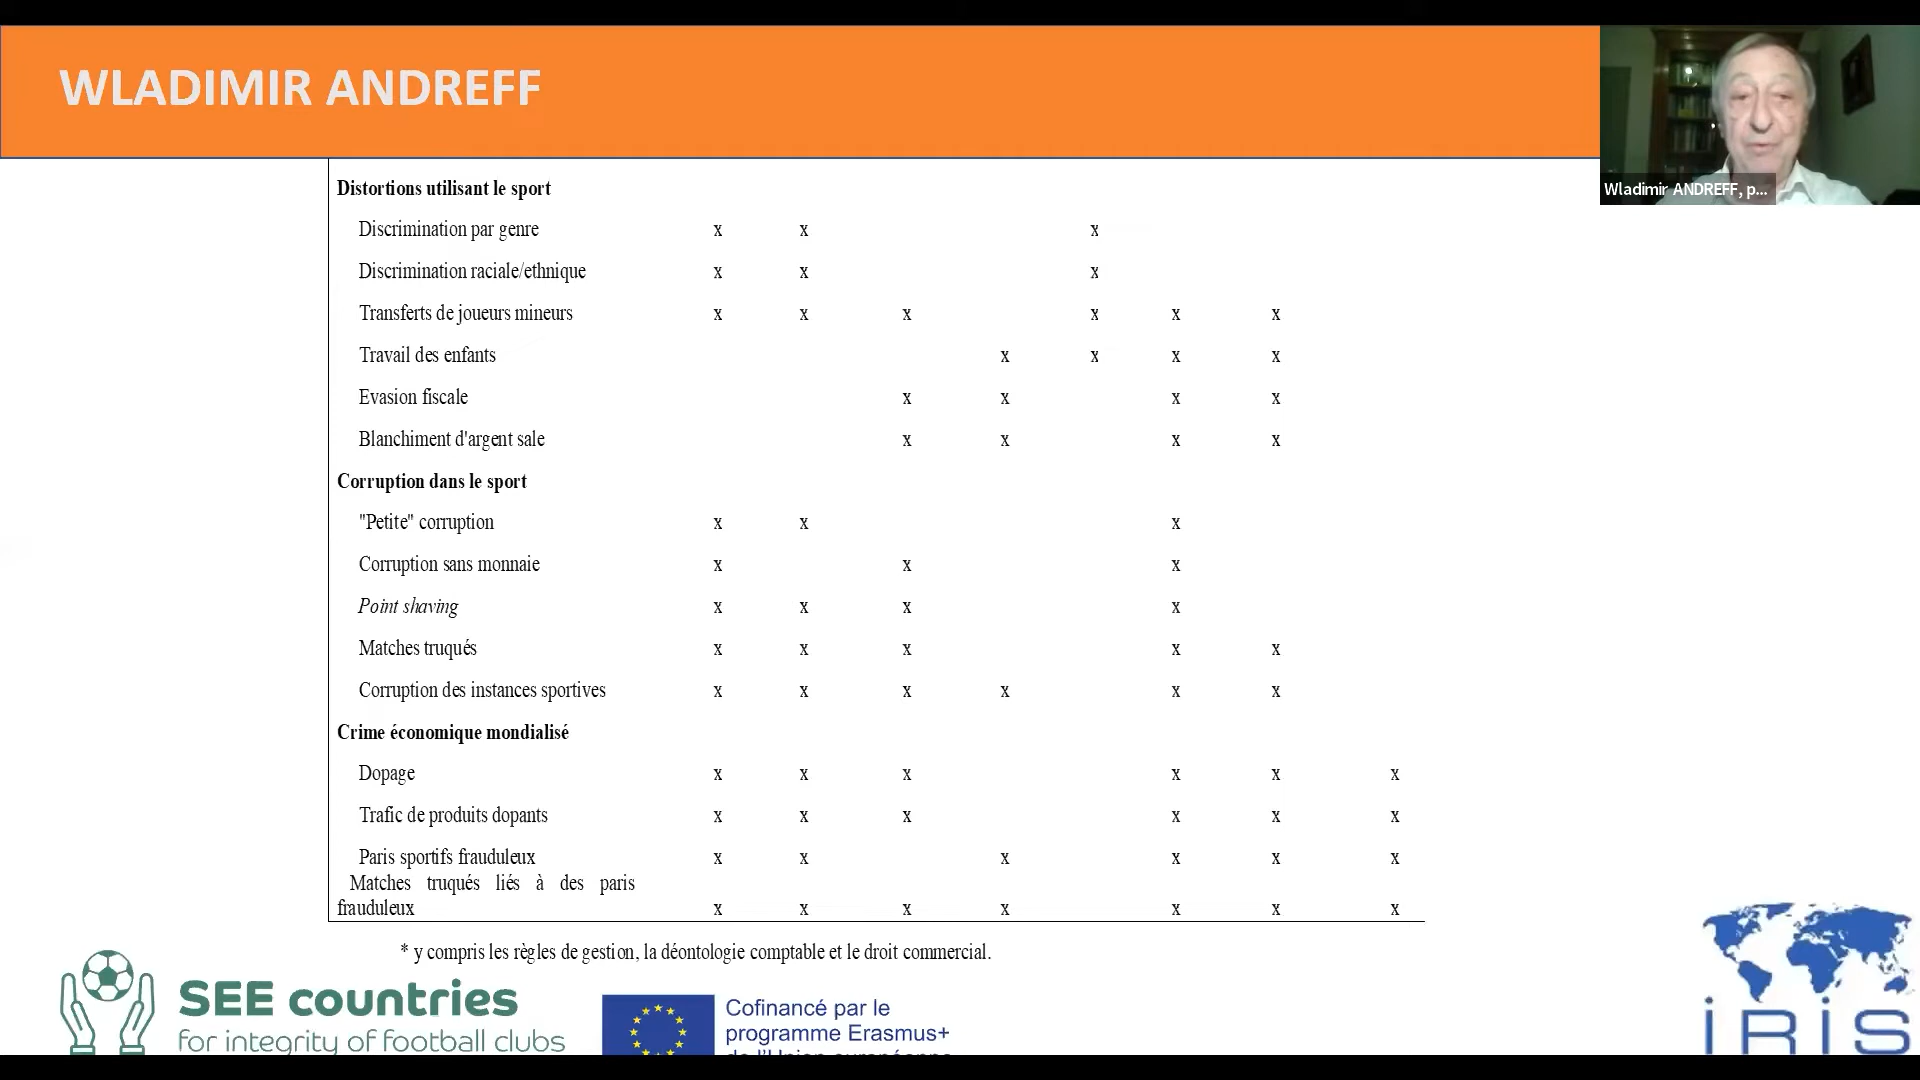 WLADIMIR ANDREFF
Wladimir ANDREFF, p...
Distortions utilisant le sport
Discrimination par genre x x x
Discrimination raciale/ethnique x x x
Transferts de joueurs mineurs x x x x x x
Travail des enfants x x x x
Evasion fiscale x x x x
Blanchiment d'argent sale x x x x
Corruption dans le sport
"Petite" corruption x x x
Corruption sans monnaie x x x
Point shaving x x x x
Matches truqués x x x x x
Corruption des instances sportives x x x x x x
Crime économique mondialisé
Dopage x x x x x x
Trafic de produits dopants x x x x x x
Paris sportifs frauduleux x x x x x x
Matches truqués liés à des paris
frauduleux x x x x x x x
* y compris les règles de gestion, la déontologie comptable et le droit commercial.
SEE countries
for integrity of football clubs
Cofinancé par le
programme Erasmus+
de l'Union européenne
IRIS